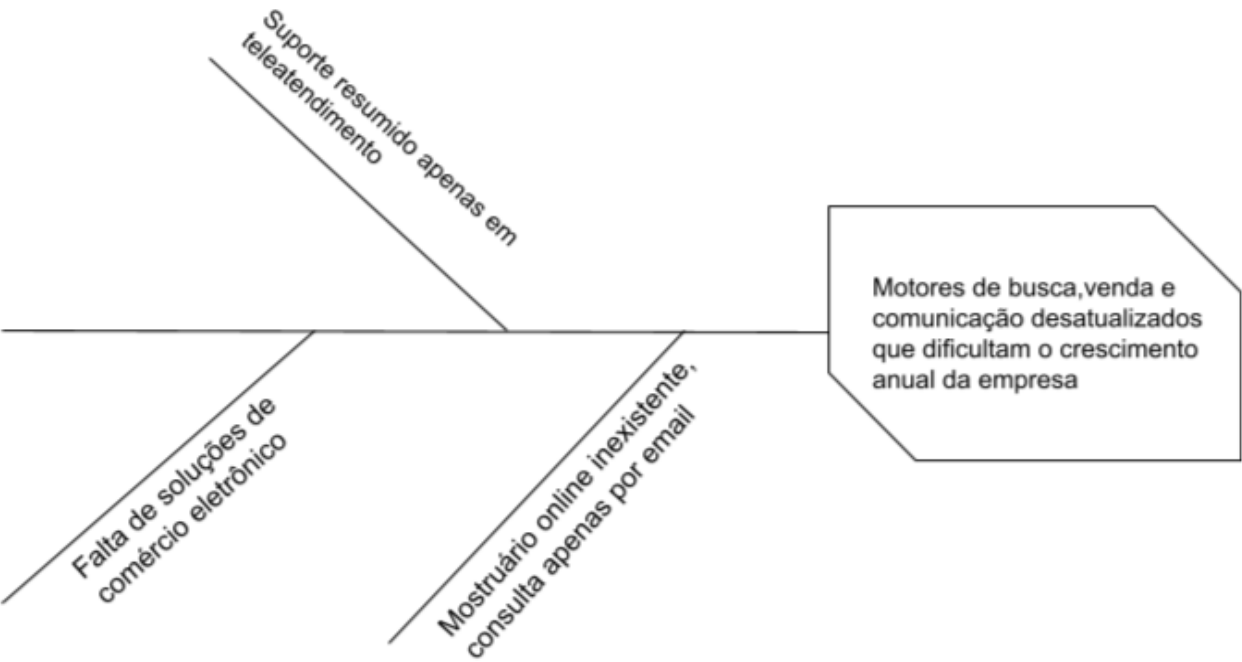 Suporte resumido apenas em
teleatendimento
Motores de busca,venda e
comunicação desatualizados
que dificultam o crescimento
anual da empresa
Falta de soluções de
comércio eletrônico
Mostruário online inexistente,
consulta apenas por email